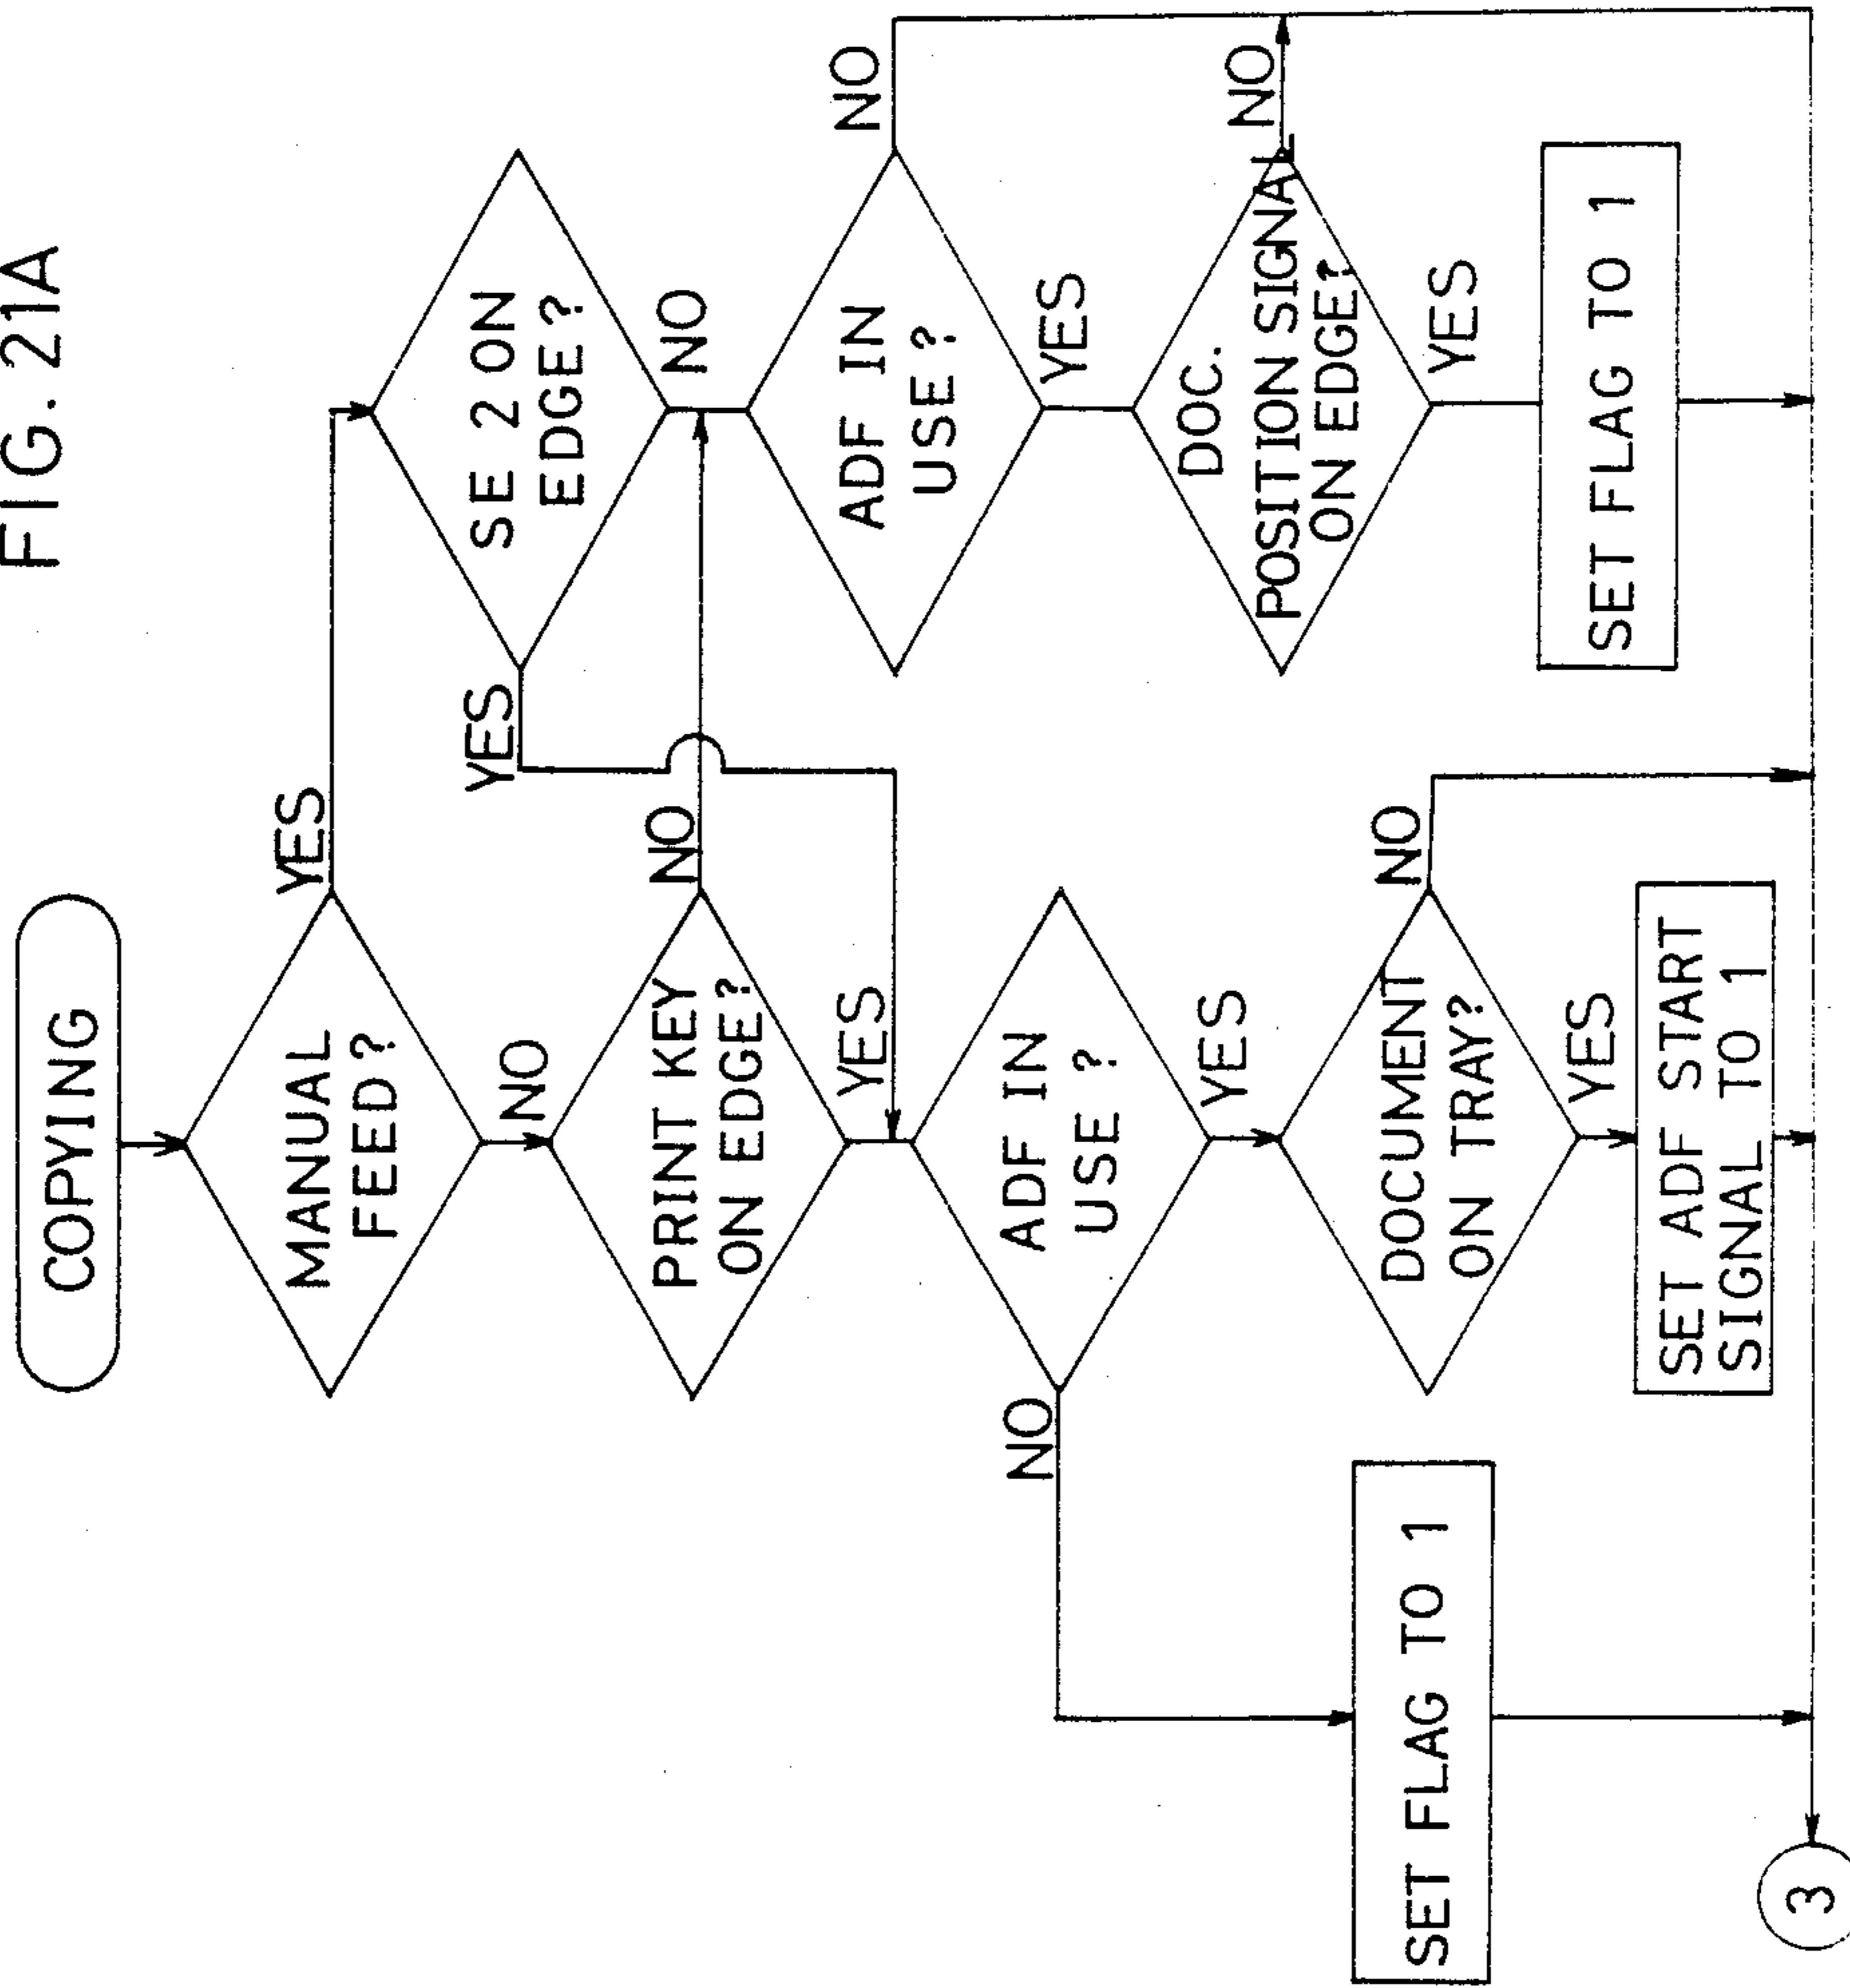 FIG. 21A
COPYING
MANUAL
FEED?
YES
NO
SE 2 ON
EDGE?
YES
NO
PRINT KEY
ON EDGE?
NO
YES
ADF IN
USE?
NO
YES
ADF IN
USE?
NO
YES
DOC.
POSITION SIGNAL
ON EDGE?
NO
YES
DOCUMENT
ON TRAY?
NO
YES
SET FLAG TO 1
SET ADF START
SIGNAL TO 1
SET FLAG TO 1
3